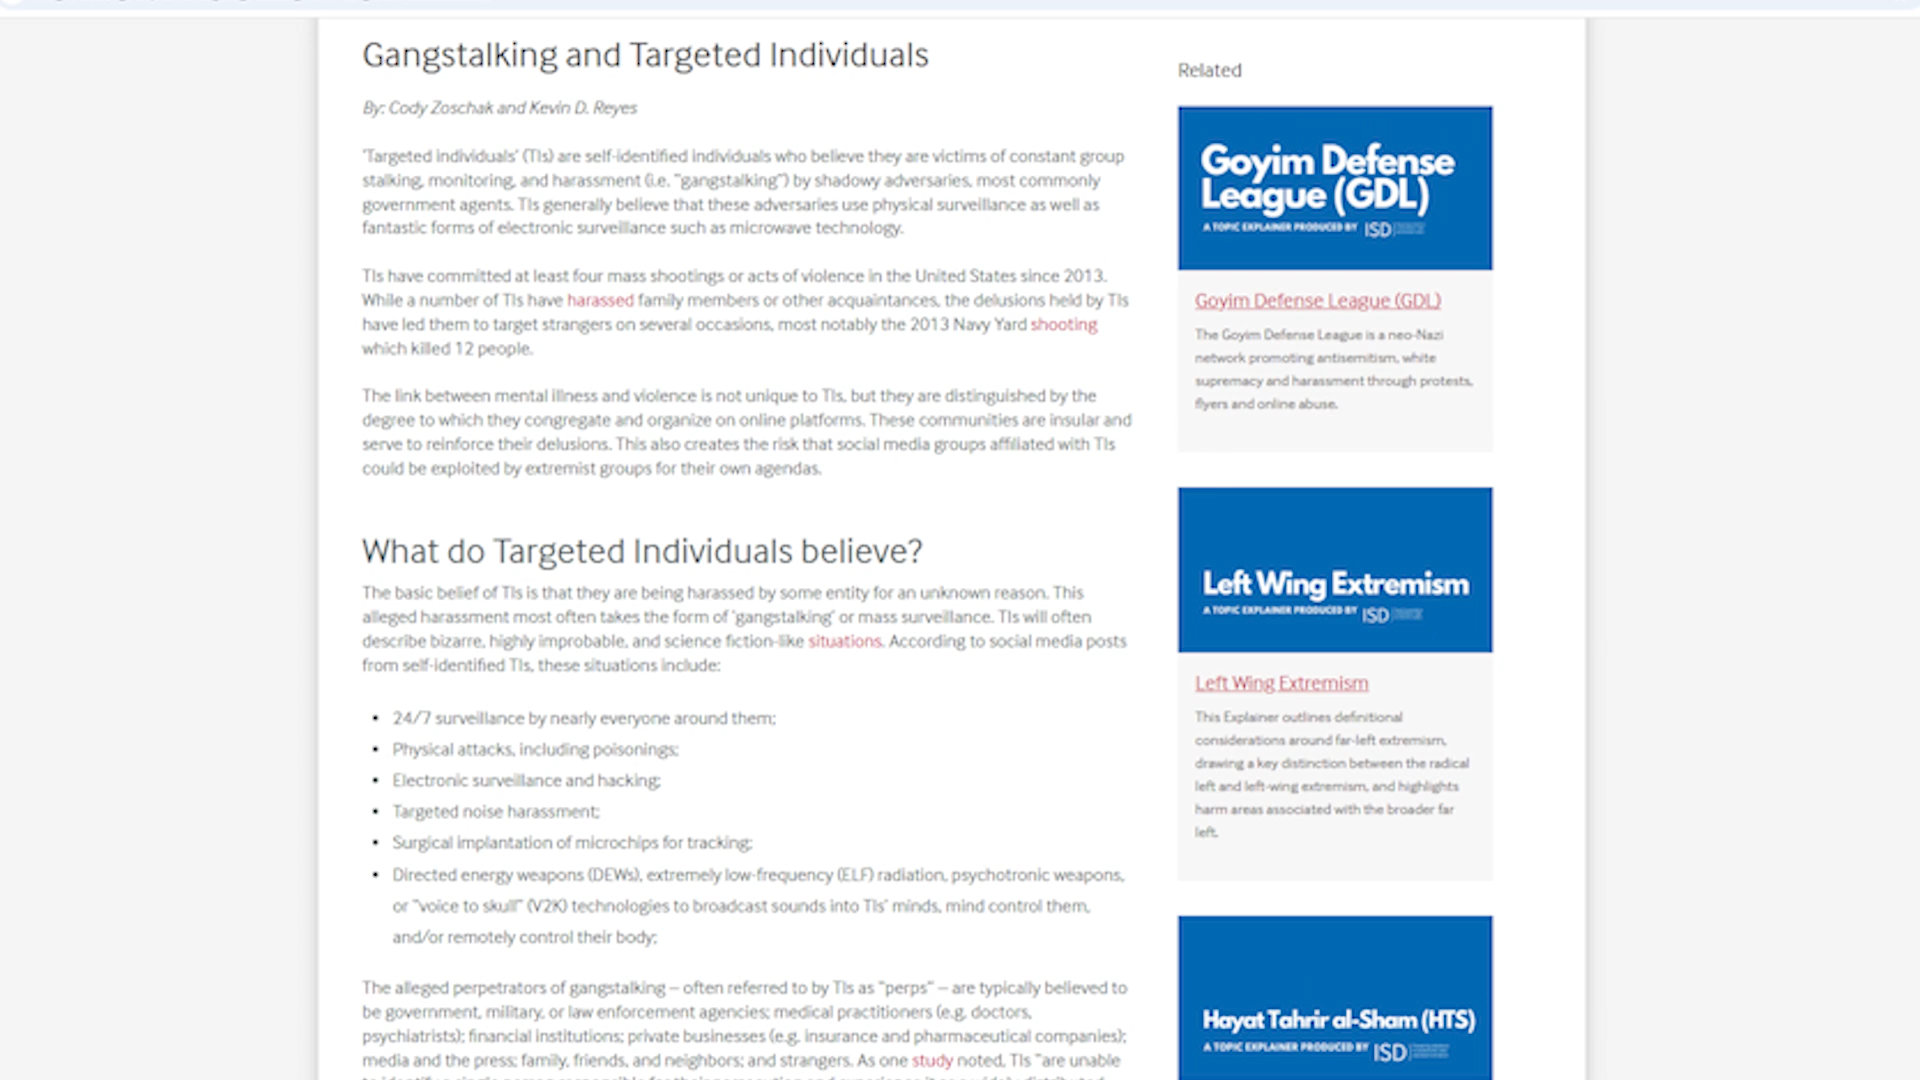 Gangstalking and Targeted Individuals
By: Cody Zoschak and Kevin D. Reyes
'Targeted individuals' (TIs) are self-identified individuals who believe they are victims of constant group
stalking, monitoring, and harassment (i.e. "gangstalking") by shadowy adversaries, most commonly
government agents. TIs generally believe that these adversaries use physical surveillance as well as
fantastic forms of electronic surveillance such as microwave technology.
TIs have committed at least four mass shootings or acts of violence in the United States since 2013.
While a number of TIs have harassed family members or other acquaintances, the delusions held by TIs
have led them to target strangers on several occasions, most notably the 2013 Navy Yard shooting
which killed 12 people.
The link between mental illness and violence is not unique to TIs, but they are distinguished by the
degree to which they congregate and organize on online platforms. These communities are insular and
serve to reinforce their delusions. This also creates the risk that social media groups affiliated with TIs
could be exploited by extremist groups for their own agendas.
What do Targeted Individuals believe?
The basic belief of TIs is that they are being harassed by some entity for an unknown reason. This
alleged harassment most often takes the form of 'gangstalking' or mass surveillance. TIs will often
describe bizarre, highly improbable, and science fiction-like situations. According to social media posts
from self-identified TIs, these situations include:
• 24/7 surveillance by nearly everyone around them;
• Physical attacks, including poisonings;
• Electronic surveillance and hacking;
• Targeted noise harassment;
• Surgical implantation of microchips for tracking;
• Directed energy weapons (DEWs), extremely low-frequency (ELF) radiation, psychotronic weapons,
or "voice to skull" (V2K) technologies to broadcast sounds into TIs' minds, mind control them,
and/or remotely control their body;
The alleged perpetrators of gangstalking – often referred to by TIs as "perps" – are typically believed to
be government, military, or law enforcement agencies; medical practitioners (e.g. doctors,
psychiatrists); financial institutions; private businesses (e.g. insurance and pharmaceutical companies);
media and the press; family, friends, and neighbors; and strangers. As one study noted, TIs "are unable
Related
Goyim Defense
League (GDL)
A TOPIC EXPLAINER PRODUCED BY ISD
Goyim Defense League (GDL)
The Goyim Defense League is a neo-Nazi
network promoting antisemitism, white
supremacy and harassment through protests,
flyers and online abuse.
Left Wing Extremism
A TOPIC EXPLAINER PRODUCED BY ISD
Left Wing Extremism
This Explainer outlines definitional
considerations around far-left extremism,
drawing a key distinction between the radical
left and left-wing extremism, and highlights
harm areas associated with the broader far
left.
Hayat Tahrir al-Sham (HTS)
A TOPIC EXPLAINER PRODUCED BY ISD